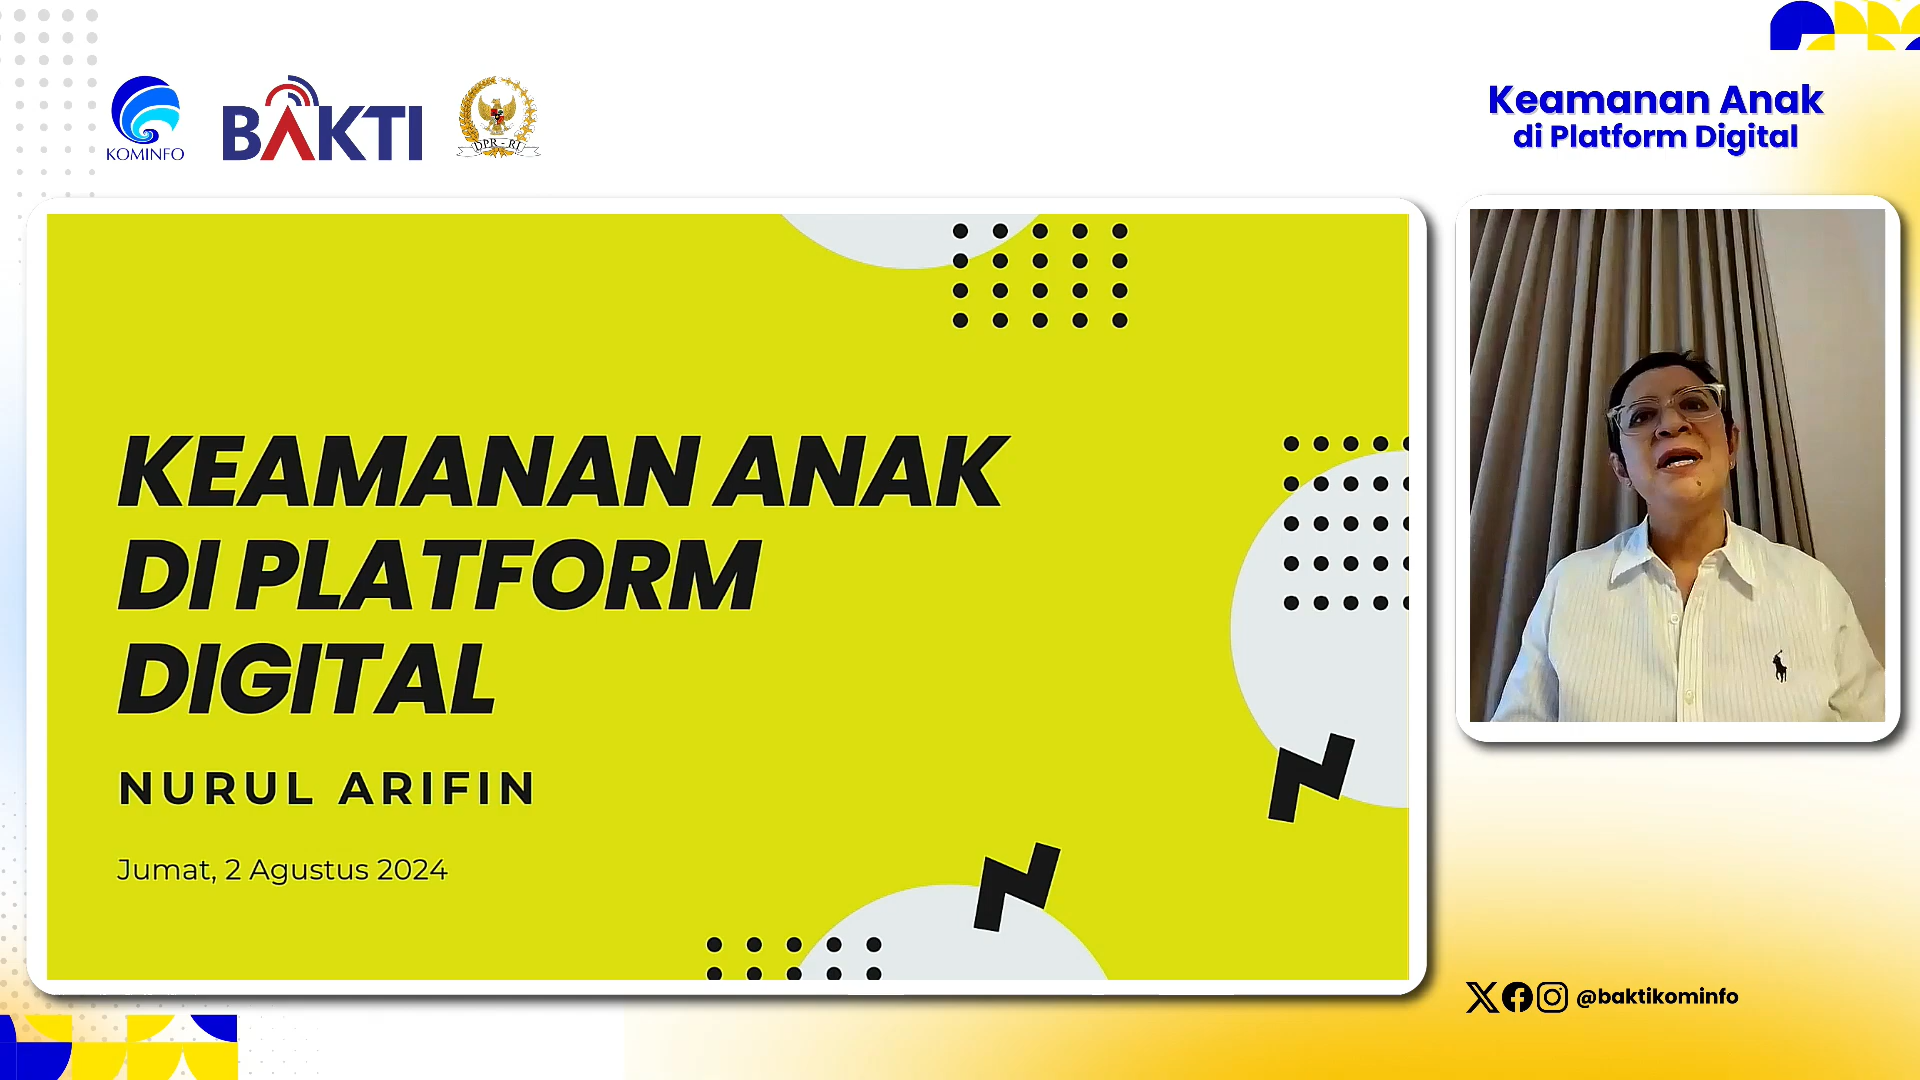 KOMINFO
BAKTI
DPR - RI
Keamanan Anak
di Platform Digital
KEAMANAN ANAK
DI PLATFORM
DIGITAL
NURUL ARIFIN
Jumat, 2 Agustus 2024
@baktikominfo